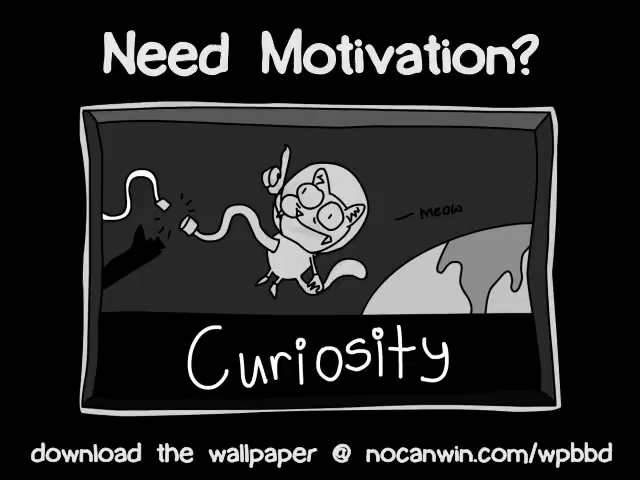 Need Motivation?
meow
Curiosity
download the wallpaper @ nocanwin.com/wpbbd